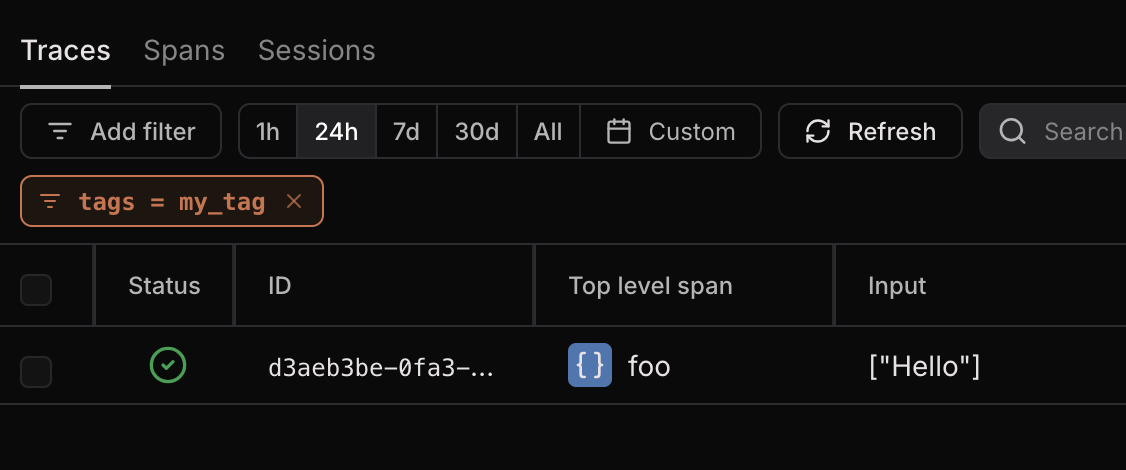 Traces Spans Sessions
Add filter 1h 24h 7d 30d All Custom Refresh Search
tags = my_tag
Status ID Top level span Input
d3aeb3be-0fa3-... {} foo ["Hello"]